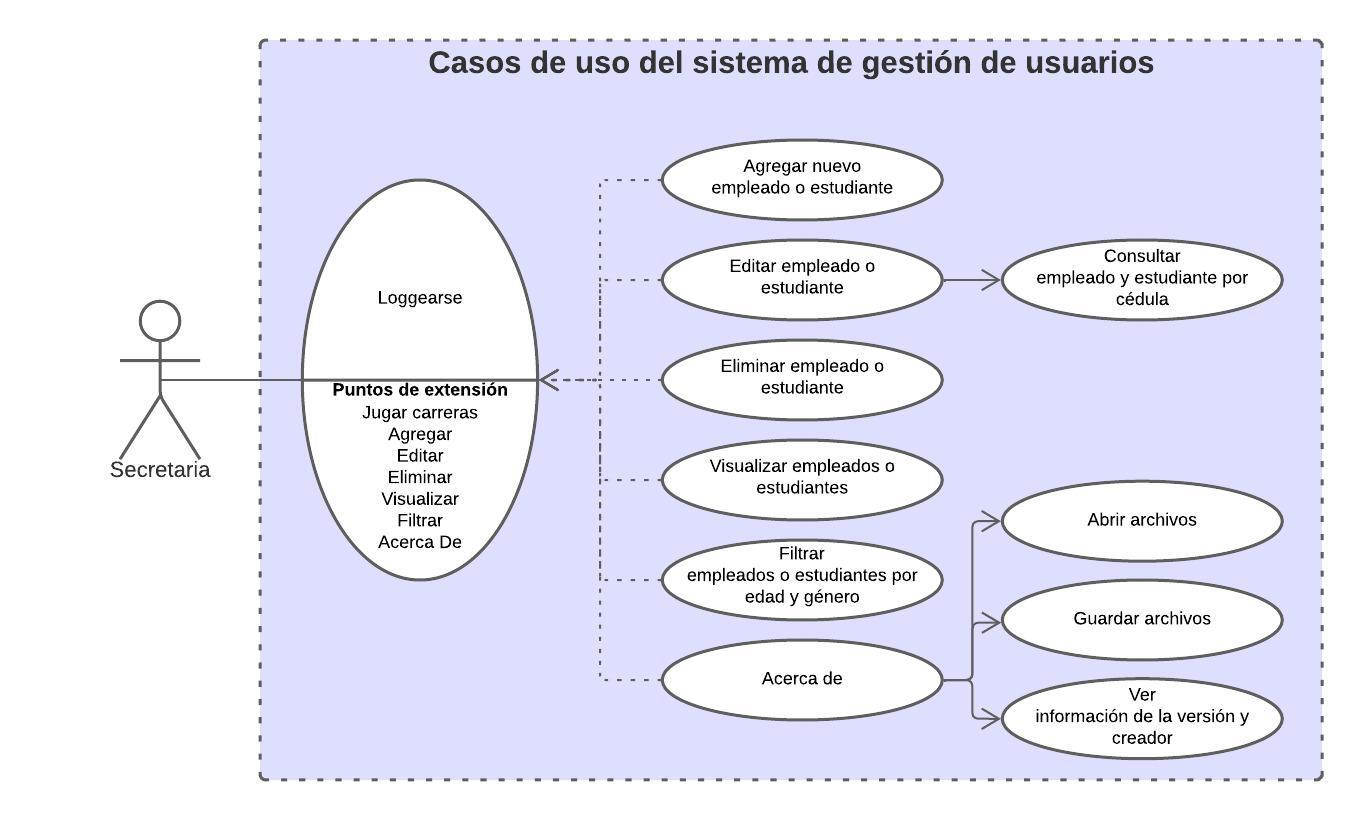 Casos de uso del sistema de gestión de usuarios
Secretaria
Loggearse
Puntos de extensión
Jugar carreras
Agregar
Editar
Eliminar
Visualizar
Filtrar
Acerca De
Agregar nuevo
empleado o estudiante
Editar empleado o
estudiante
Consultar
empleado y estudiante por
cédula
Eliminar empleado o
estudiante
Visualizar empleados o
estudiantes
Filtrar
empleados o estudiantes por
edad y género
Acerca de
Abrir archivos
Guardar archivos
Ver
información de la versión y
creador